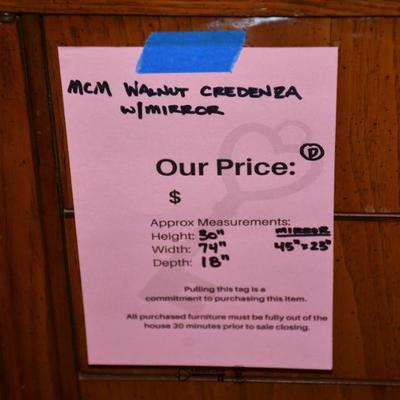 MCM WALNUT CREDENZA
W/MIRROR
Our Price: D
$
Approx Measurements:
Height: 30" MIRROR
Width: 74" 45" x 25"
Depth: 18"
Pulling this tag is a
commitment to purchasing this item.
All purchased furniture must be fully out of the
house 30 minutes prior to sale closing.